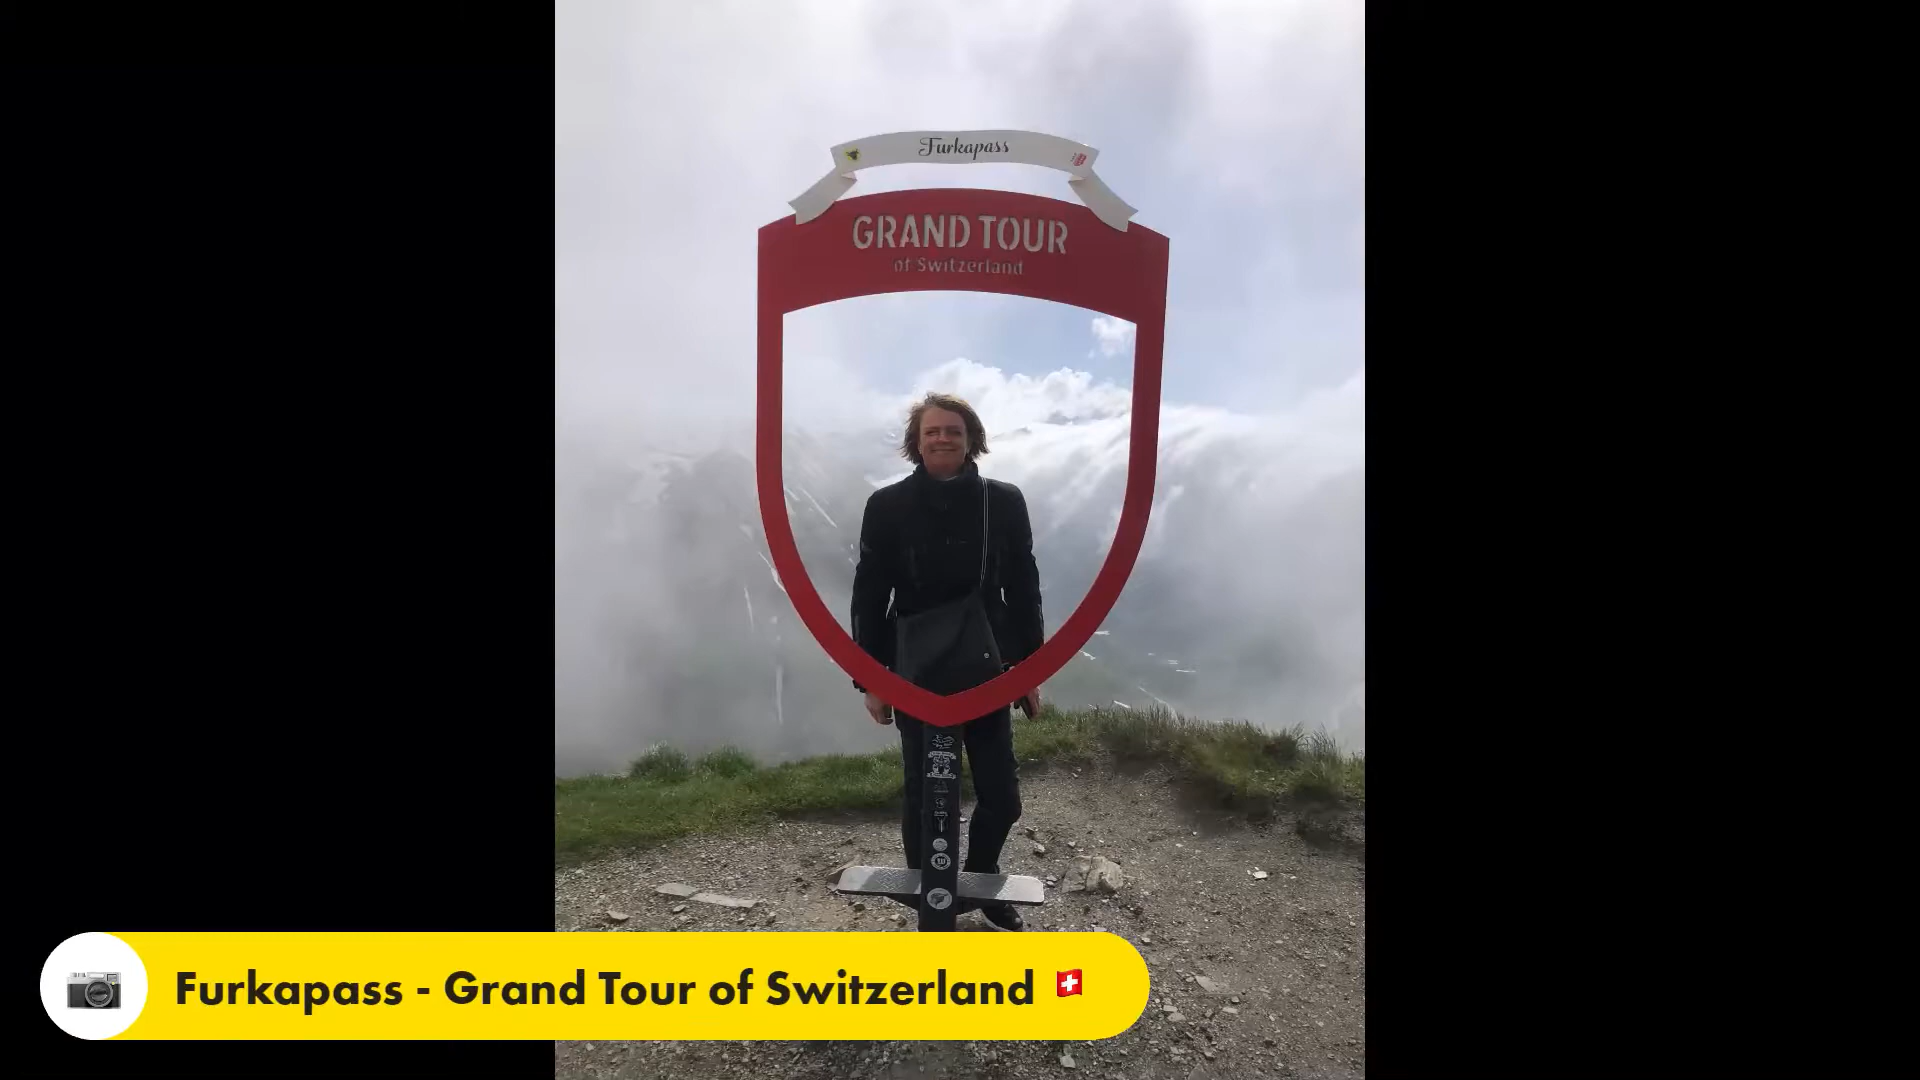 Furkapass
GRAND TOUR
of Switzerland
Furkapass - Grand Tour of Switzerland